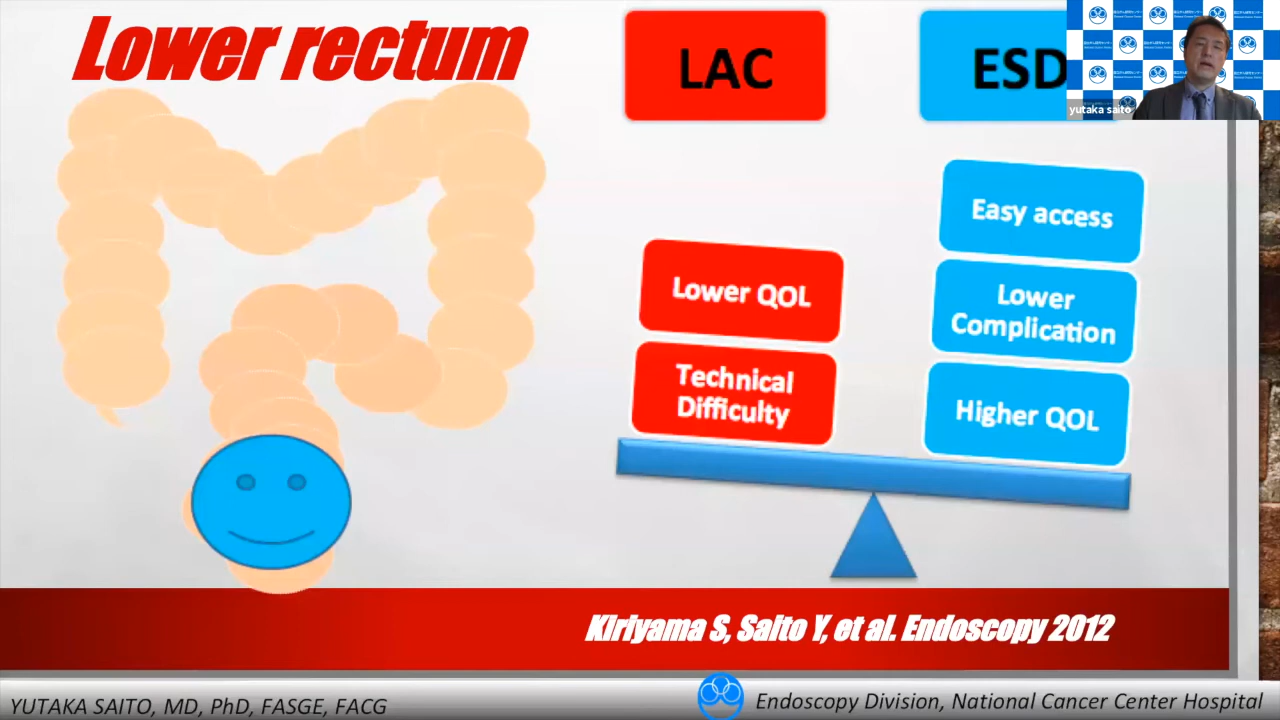 Lower rectum
LAC
ESD
yutaka saito
Easy access
Lower QOL
Lower
Complication
Technical
Difficulty
Higher QOL
Kiriyama S, Saito Y, et al. Endoscopy 2012
YUTAKA SAITO, MD, PhD, FASGE, FACG
Endoscopy Division, National Cancer Center Hospital